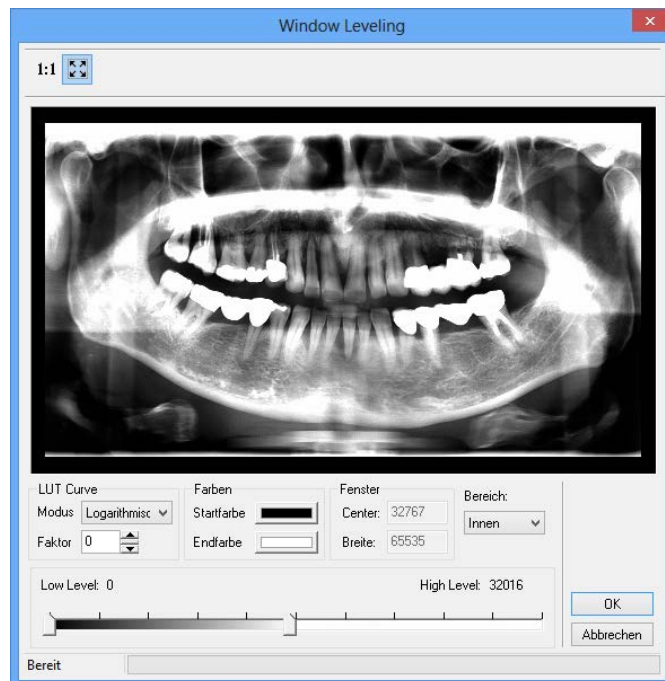 Window Leveling
1:1
LUT Curve
Modus Logarithmisc
Faktor 0
Farben
Startfarbe
Endfarbe
Fenster
Center: 32767
Breite: 65535
Bereich:
Innen
Low Level: 0
High Level: 32016
OK
Abbrechen
Bereit